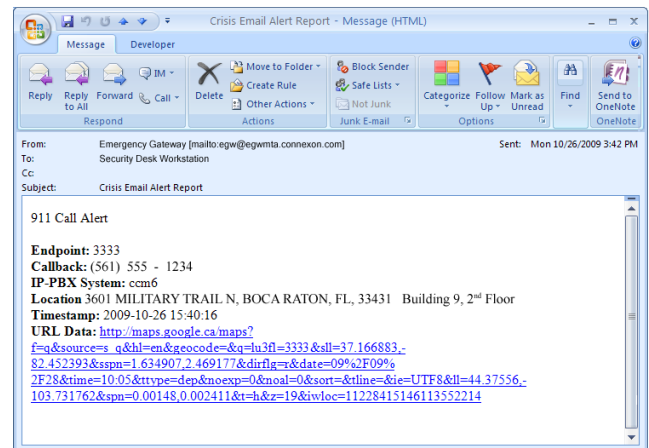 Crisis Email Alert Report - Message (HTML)
Message Developer
Reply Reply to All Forward IM Call Delete Move to Folder Create Rule Other Actions Block Sender Safe Lists Not Junk Categorize Follow Up Mark as Unread Find Send to OneNote
Respond Actions Junk E-mail Options OneNote
From: Emergency Gateway [mailto:egw@egwmta.connexon.com] Sent: Mon 10/26/2009 3:42 PM
To: Security Desk Workstation
Cc:
Subject: Crisis Email Alert Report
911 Call Alert
Endpoint: 3333
Callback: (561) 555 - 1234
IP-PBX System: ccm6
Location 3601 MILITARY TRAIL N, BOCA RATON, FL, 33431 Building 9, 2nd Floor
Timestamp: 2009-10-26 15:40:16
URL Data: http://maps.google.ca/maps?
f=q&source=s_q&hl=en&geocode=&q=lu3fl=3333&sll=37.166883,-
82.452393&sspn=1.634907,2.469177&dirflg=r&date=09%2F09%
2F28&time=10:05&ttype=dep&noexp=0&noal=0&sort=&tline=&ie=UTF8&ll=44.37556,-
103.731762&spn=0.00148,0.002411&t=h&z=19&iwloc=11228415146113552214